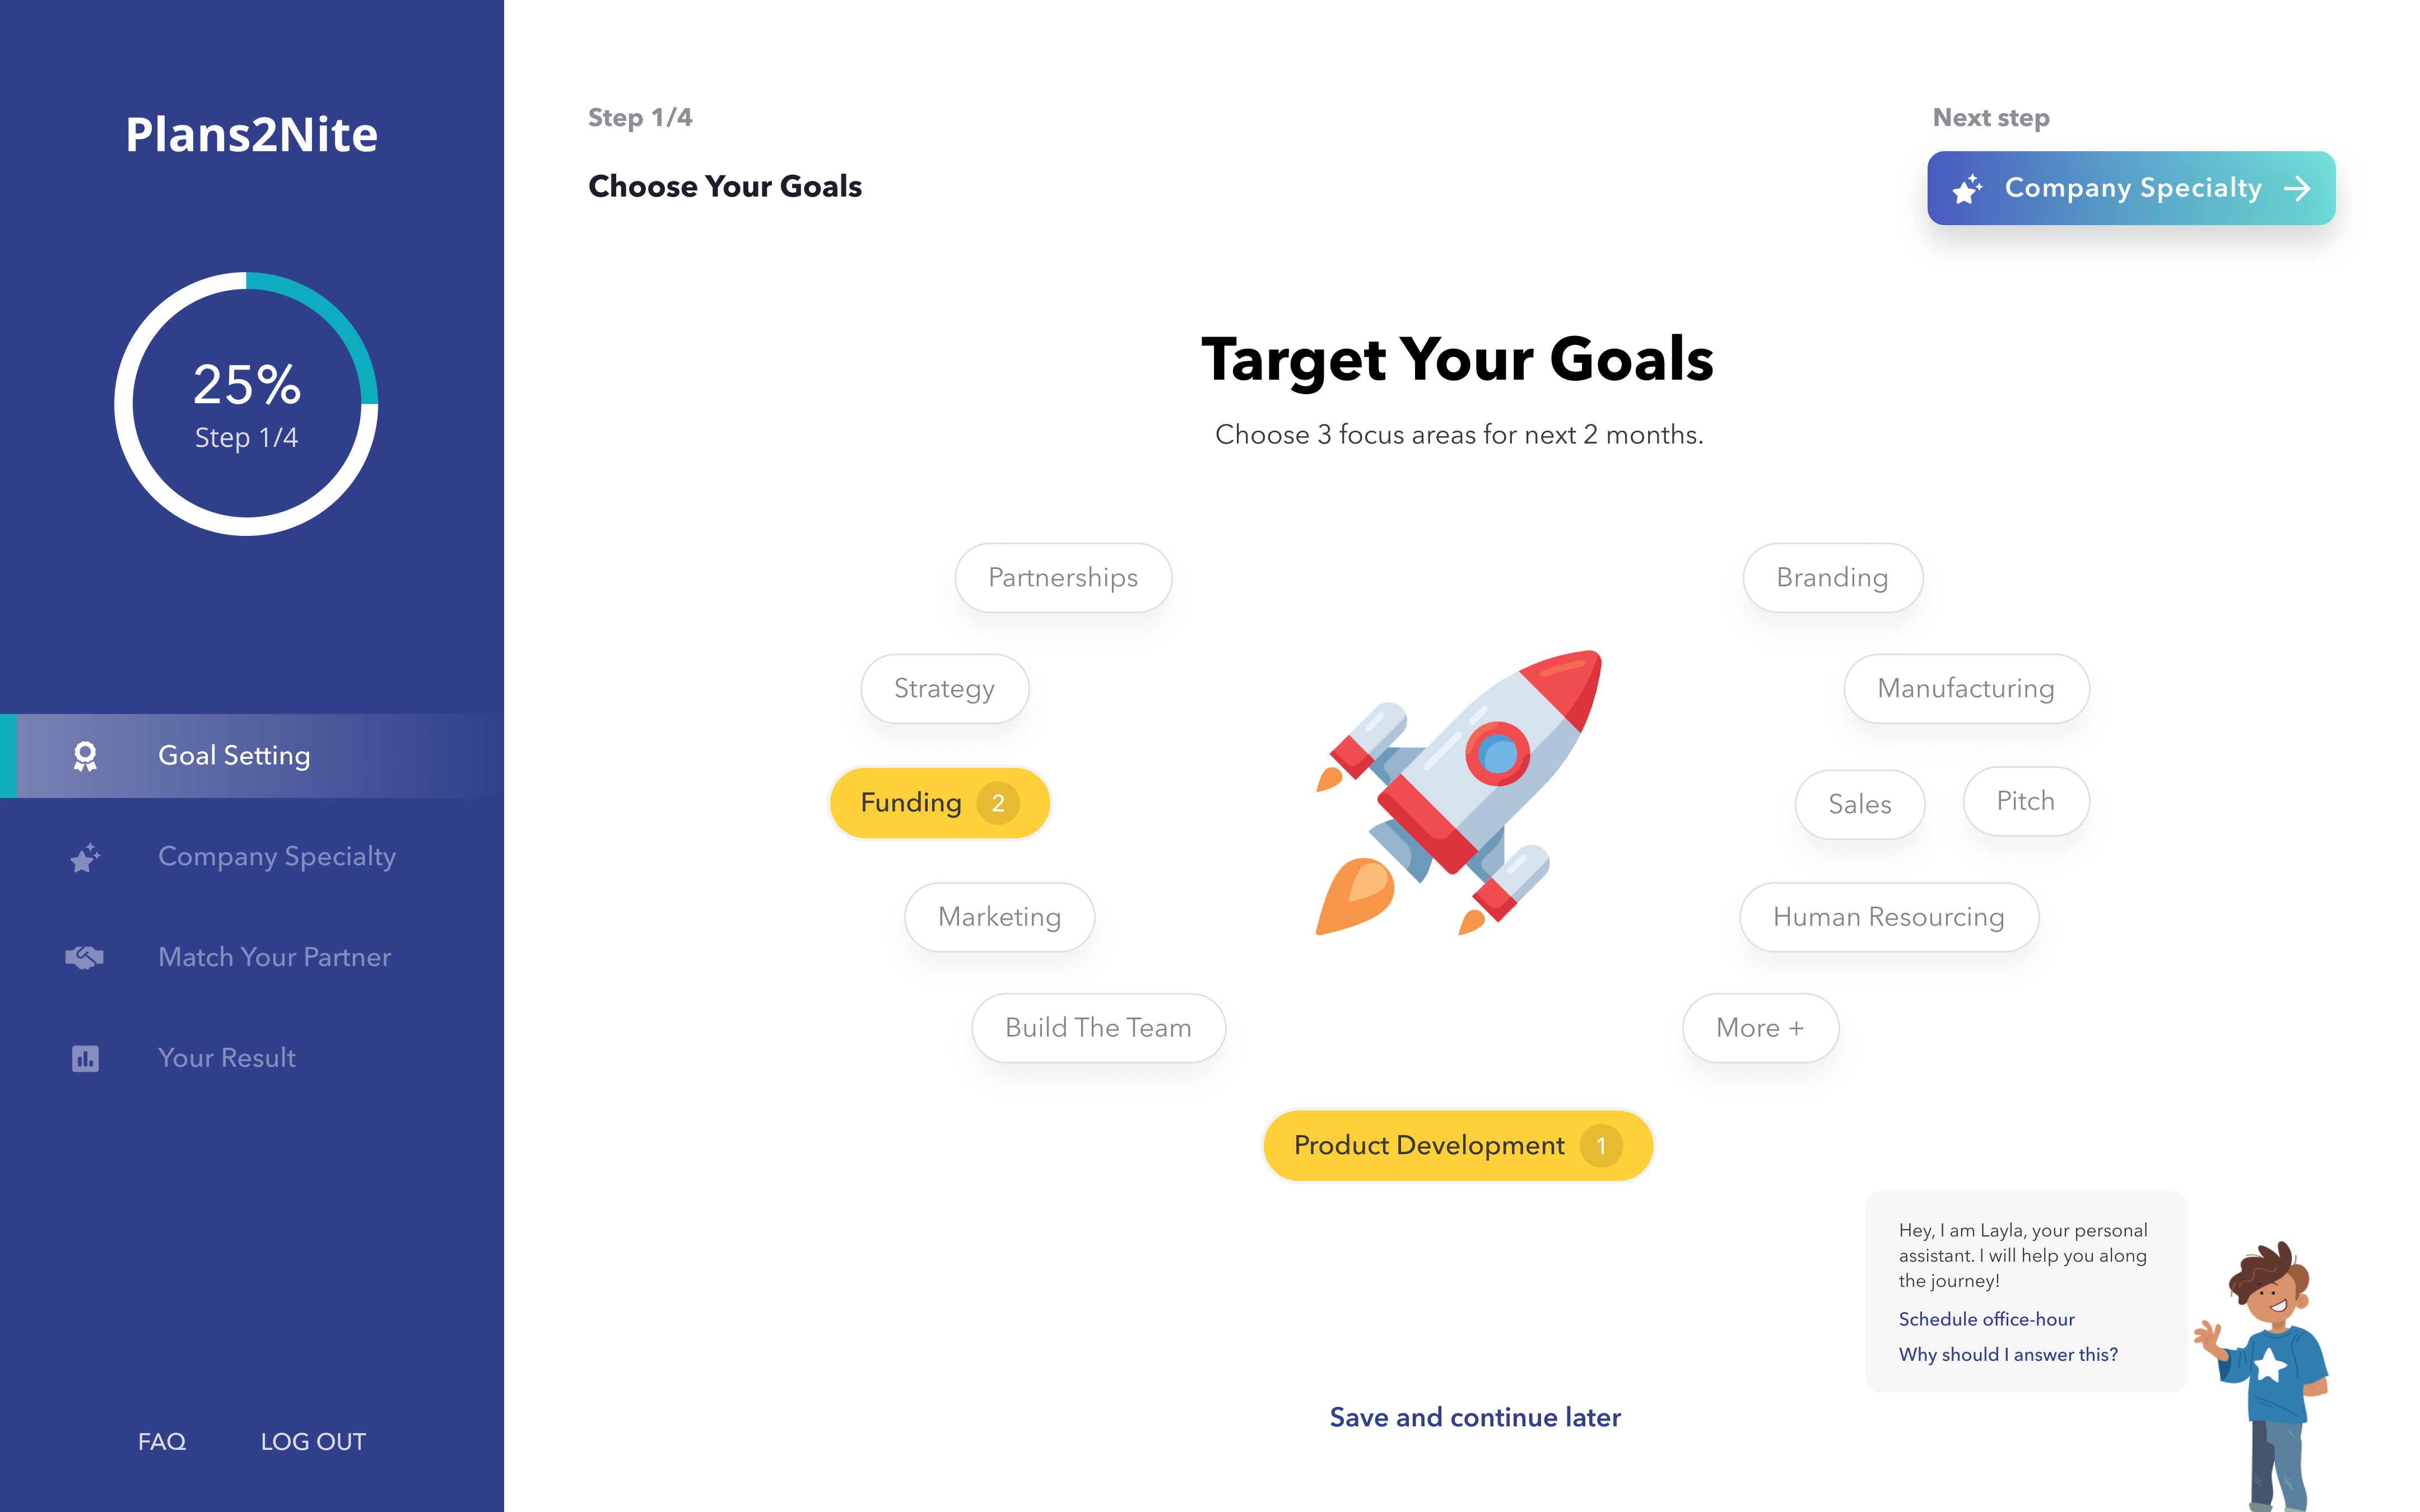 Plans2Nite
25%
Step 1/4
Goal Setting
Company Specialty
Match Your Partner
Your Result
FAQ
LOG OUT
Step 1/4
Choose Your Goals
Next step
Company Specialty
Target Your Goals
Choose 3 focus areas for next 2 months.
Partnerships
Strategy
Funding 2
Marketing
Build The Team
Branding
Manufacturing
Sales
Pitch
Human Resourcing
More +
Product Development 1
Hey, I am Layla, your personal
assistant. I will help you along
the journey!
Schedule office-hour
Why should I answer this?
Save and continue later